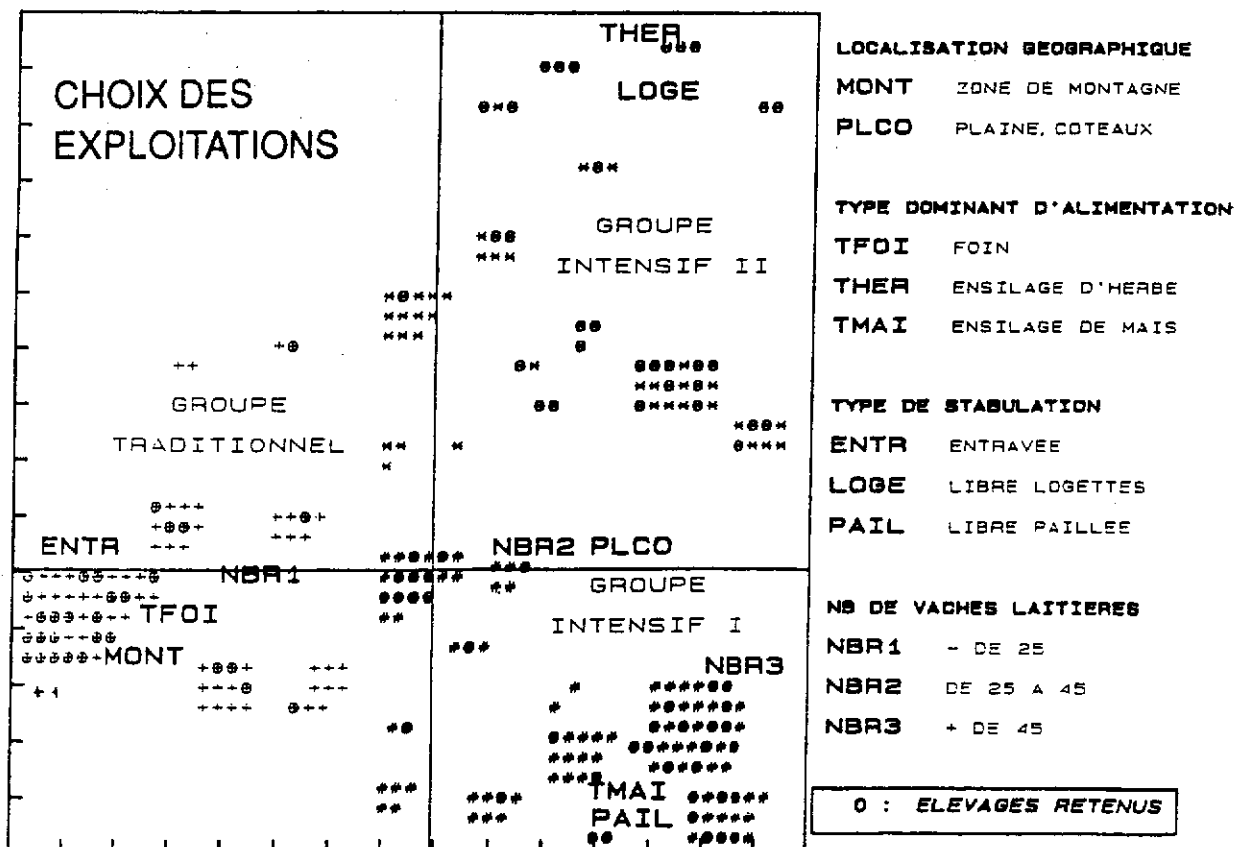 CHOIX DES
EXPLOITATIONS
THER
LOGE
GROUPE
INTENSIF II
GROUPE
TRADITIONNEL
ENTR
NBR1
NBR2 PLCO
TFOI
GROUPE
INTENSIF I
MONT
NBR3
TMAI
PAIL
LOCALISATION GEOGRAPHIQUE
MONT ZONE DE MONTAGNE
PLCO PLAINE, COTEAUX
TYPE DOMINANT D'ALIMENTATION
TFOI FOIN
THER ENSILAGE D'HERBE
TMAI ENSILAGE DE MAIS
TYPE DE STABULATION
ENTR ENTRAVEE
LOGE LIBRE LOGETTES
PAIL LIBRE PAILLEE
NB DE VACHES LAITIERES
NBR1 - DE 25
NBR2 DE 25 A 45
NBR3 + DE 45
O : ELEVAGES RETENUS